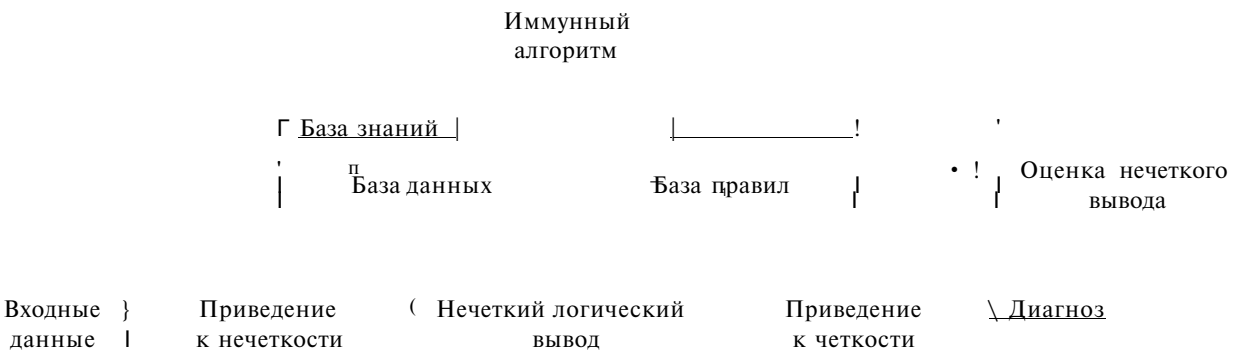 Иммунный
алгоритм
База знаний
База данных
База правил
Оценка нечеткого
вывода
Входные
данные
Приведение
к нечеткости
Нечеткий логический
вывод
Приведение
к четкости
Диагноз